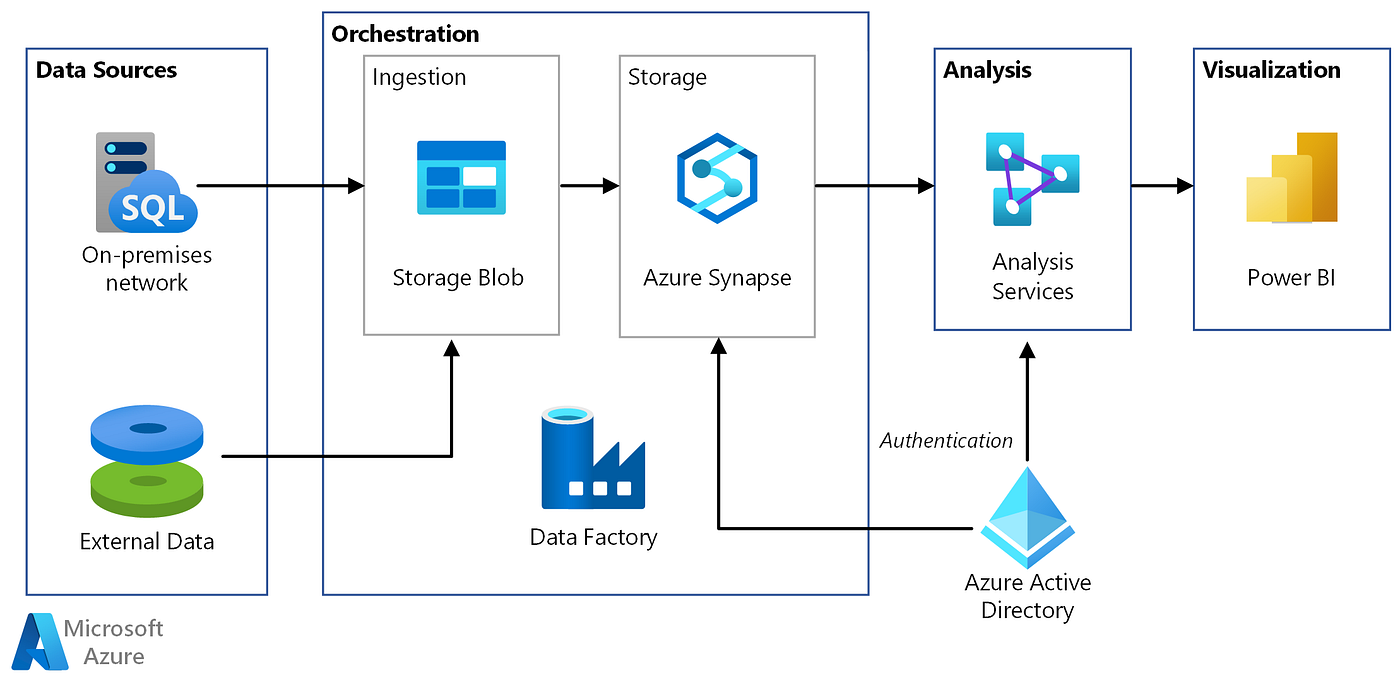 Data Sources
SQL
On-premises
network
External Data
Orchestration
Ingestion
Storage Blob
Storage
Azure Synapse
Data Factory
Analysis
Analysis
Services
Visualization
Power BI
Authentication
Azure Active
Directory
Microsoft
Azure